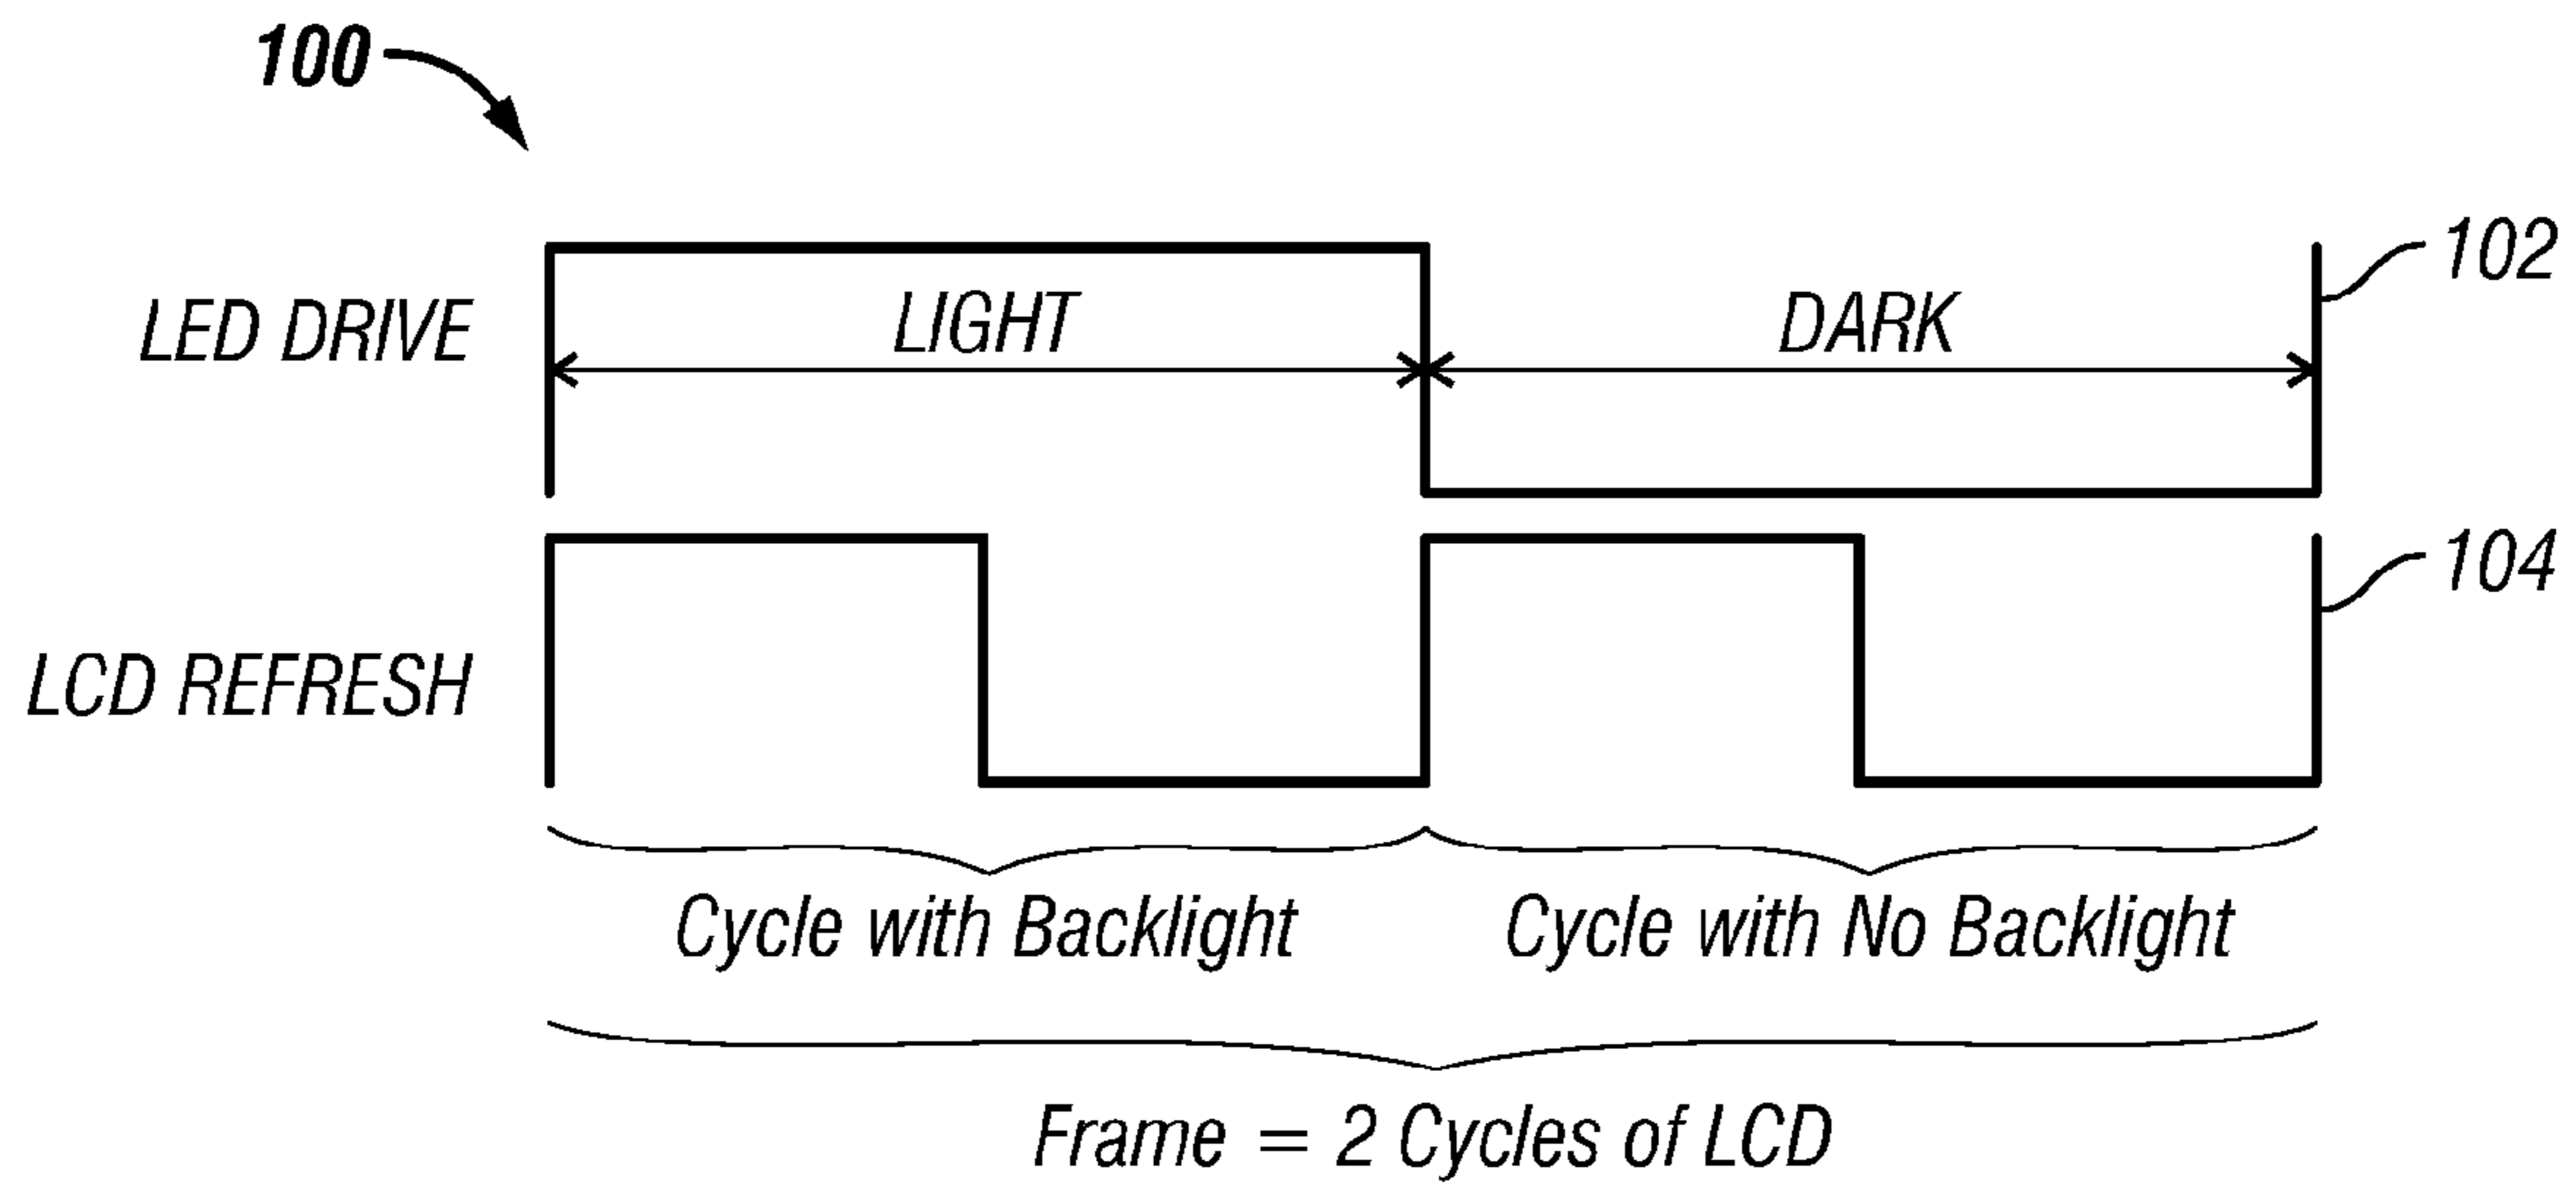 100
102
LED DRIVE
LIGHT
DARK
104
LCD REFRESH
Cycle with Backlight
Cycle with No Backlight
Frame = 2 Cycles of LCD